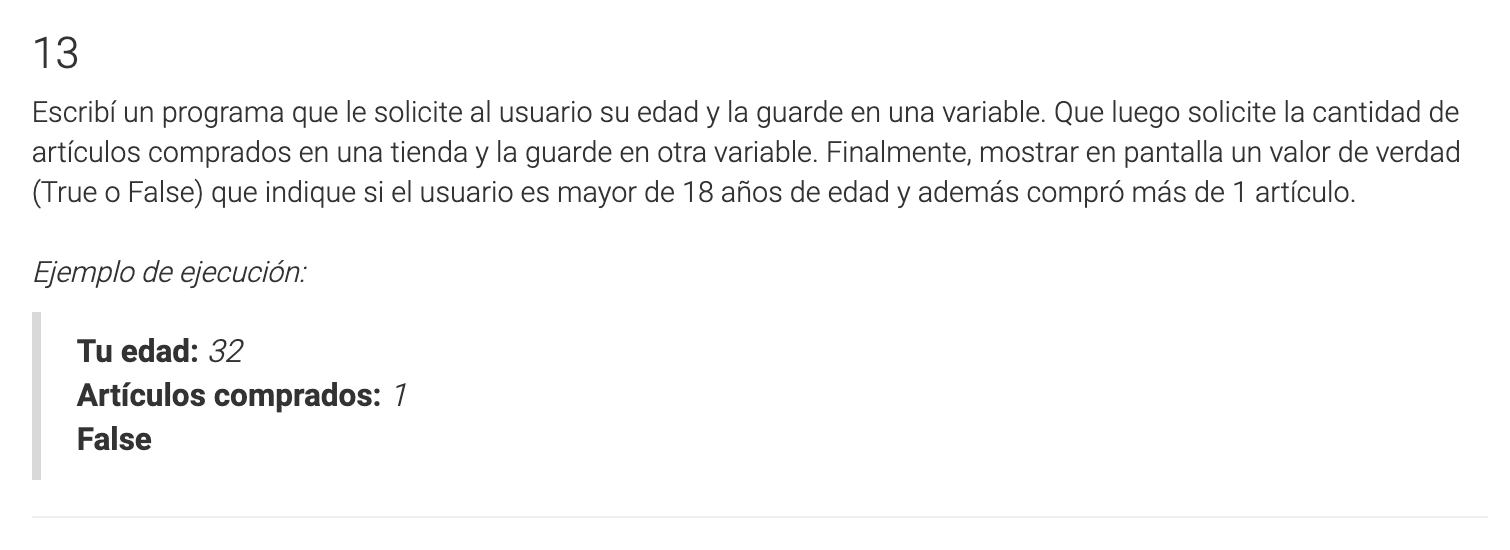 13
Escribí un programa que le solicite al usuario su edad y la guarde en una variable. Que luego solicite la cantidad de
artículos comprados en una tienda y la guarde en otra variable. Finalmente, mostrar en pantalla un valor de verdad
(True o False) que indique si el usuario es mayor de 18 años de edad y además compró más de 1 artículo.
Ejemplo de ejecución:
Tu edad: 32
Artículos comprados: 1
False